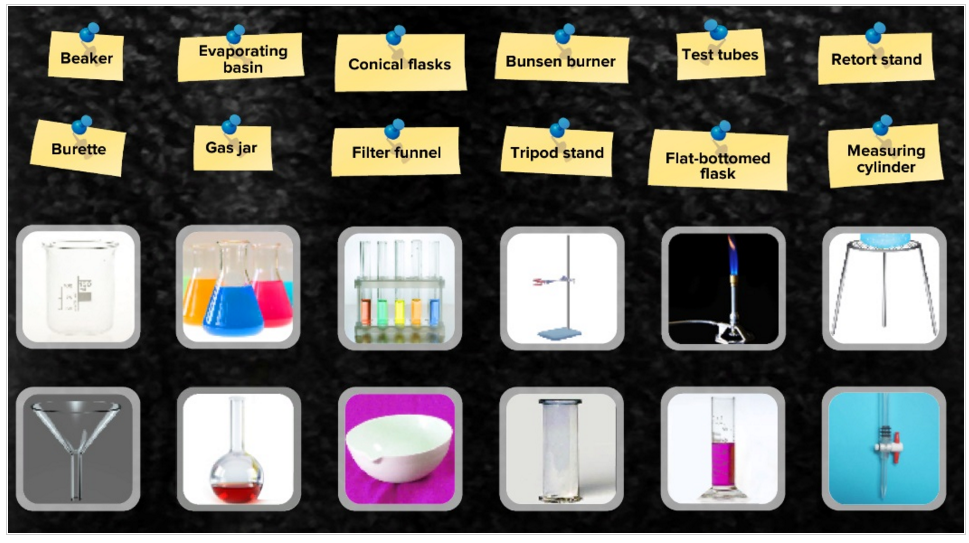 Beaker
Evaporating
basin
Conical flasks
Bunsen burner
Test tubes
Retort stand
Burette
Gas jar
Filter funnel
Tripod stand
Flat-bottomed
flask
Measuring
cylinder